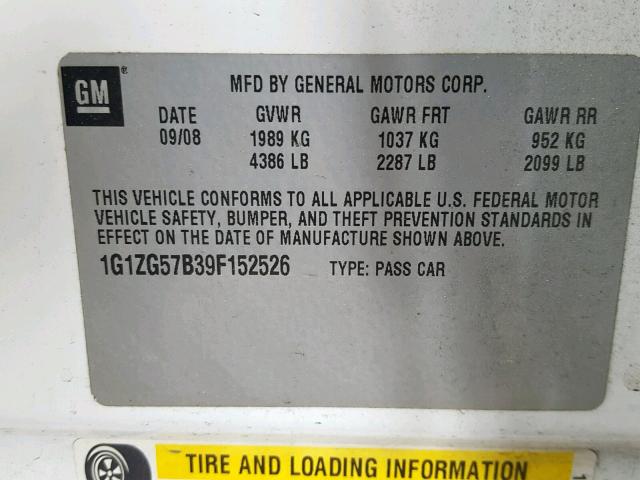 GM ®
MFD BY GENERAL MOTORS CORP.
DATE GVWR GAWR FRT GAWR RR
09/08 1989 KG 1037 KG 952 KG
4386 LB 2287 LB 2099 LB
THIS VEHICLE CONFORMS TO ALL APPLICABLE U.S. FEDERAL MOTOR
VEHICLE SAFETY, BUMPER, AND THEFT PREVENTION STANDARDS IN
EFFECT ON THE DATE OF MANUFACTURE SHOWN ABOVE.
1G1ZG57B39F152526 TYPE: PASS CAR
TIRE AND LOADING INFORMATION